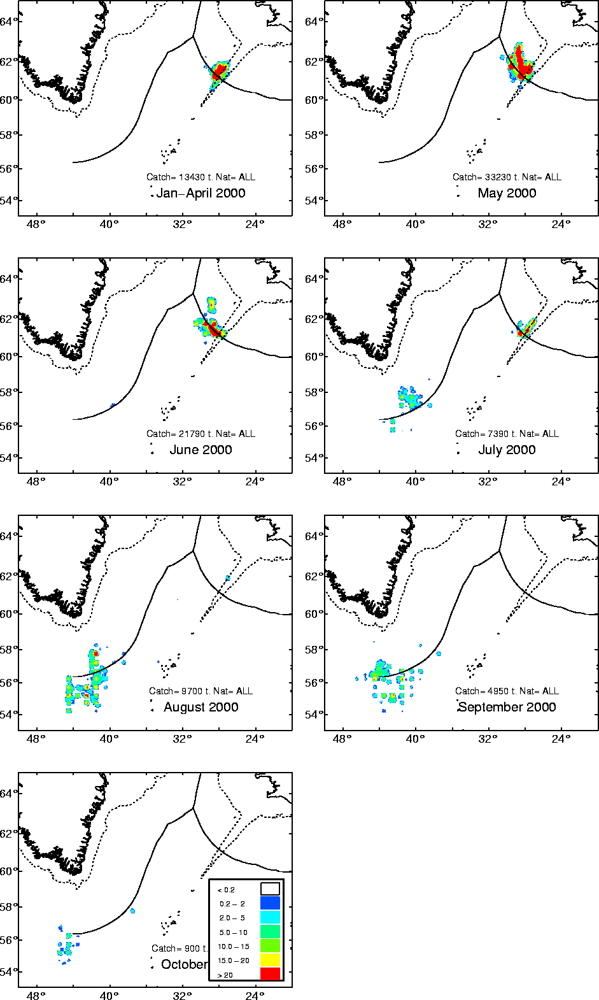 64°
62°
60°
58°
56°
54°
Catch= 13430 t. Nat= ALL
Jan–April 2000
48° 40° 32° 24°
64°
62°
60°
58°
56°
54°
Catch= 33230 t. Nat= ALL
May 2000
48° 40° 32° 24°
64°
62°
60°
58°
56°
54°
Catch= 21790 t. Nat= ALL
June 2000
48° 40° 32° 24°
64°
62°
60°
58°
56°
54°
Catch= 7390 t. Nat= ALL
July 2000
48° 40° 32° 24°
64°
62°
60°
58°
56°
54°
Catch= 9700 t. Nat= ALL
August 2000
48° 40° 32° 24°
64°
62°
60°
58°
56°
54°
Catch= 4950 t. Nat= ALL
September 2000
48° 40° 32° 24°
64°
62°
60°
58°
56°
54°
Catch= 900 t.
October
< 0.2
0.2 – 2
2.0 – 5
5.0 – 10
10.0 – 15
15.0 – 20
> 20
48° 40° 32° 24°